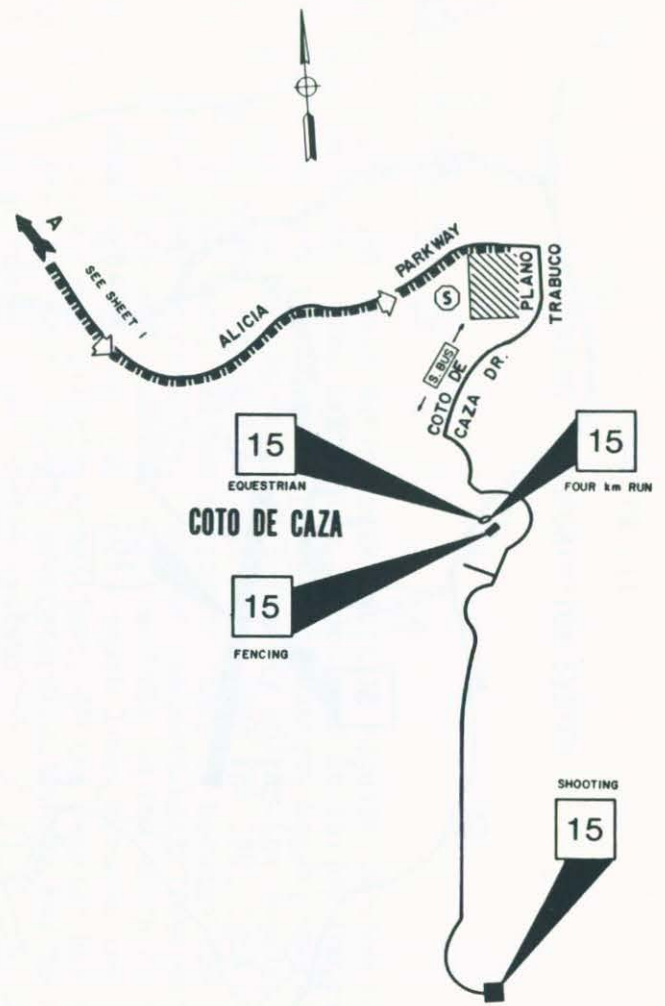 A
SEE SHEET 1
ALICIA
PARKWAY
PLANO
TRABUCO
S
S. BUS
COTO DE
CAZA DR.
15
EQUESTRIAN
15
FOUR km RUN
COTO DE CAZA
15
FENCING
SHOOTING
15